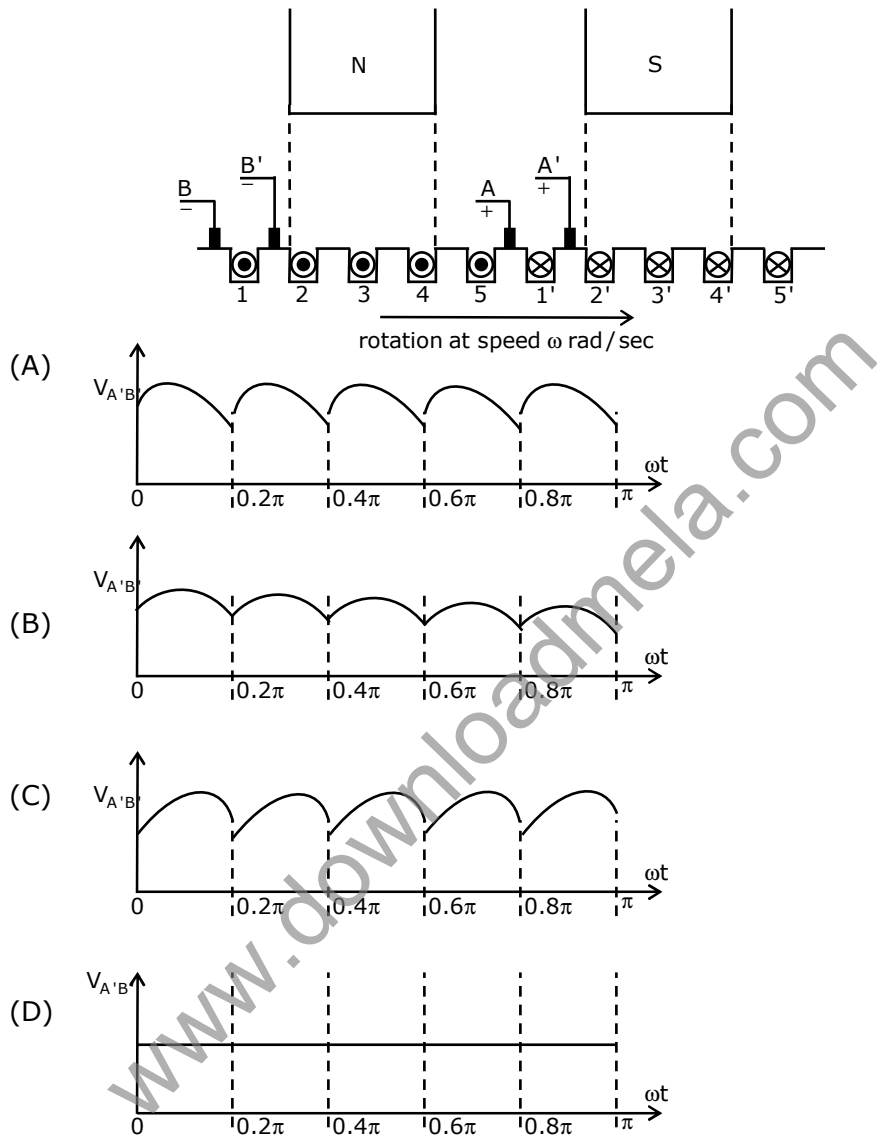 N S
B B' A A'
− − + +
1 2 3 4 5 1' 2' 3' 4' 5'
rotation at speed ω rad/sec
(A)
V_A'B'
ωt
0 0.2π 0.4π 0.6π 0.8π π
(B)
V_A'B'
ωt
0 0.2π 0.4π 0.6π 0.8π π
(C)
V_A'B'
ωt
0 0.2π 0.4π 0.6π 0.8π π
(D)
V_A'B'
ωt
0 0.2π 0.4π 0.6π 0.8π π
www.downloadmela.com